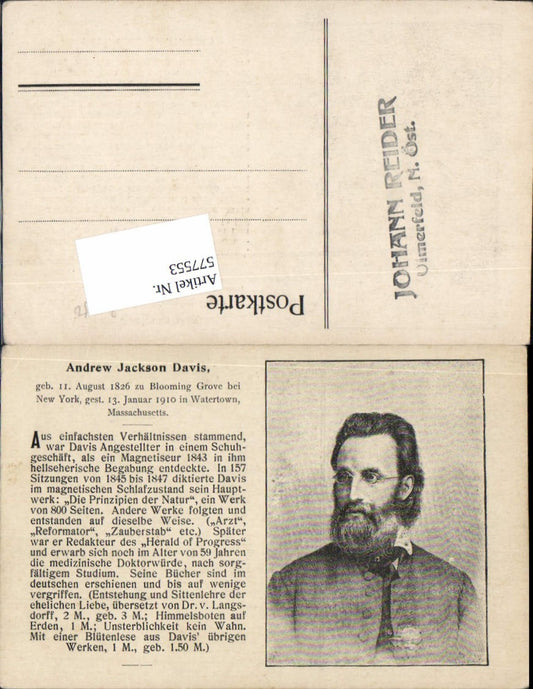 JOHANN REIDER
Ulmerfeld, N. Öst.
Artikel Nr.
577553
Postkarte
Andrew Jackson Davis,
geb. 11. August 1826 zu Blooming Grove bei
New York, gest. 13. Januar 1910 in Watertown,
Massachusetts.
Aus einfachsten Verhältnissen stammend,
war Davis Angestellter in einem Schuh-
geschäft, als ein Magnetiseur 1843 in ihm
hellseherische Begabung entdeckte. In 157
Sitzungen von 1845 bis 1847 diktierte Davis
im magnetischen Schlafzustand sein Haupt-
werk: „Die Prinzipien der Natur“, ein Werk
von 800 Seiten. Andere Werke folgten und
entstanden auf dieselbe Weise. („Arzt“,
„Reformator“, „Zauberstab“ etc.) Später
war er Redakteur des „Herald of Progress“
und erwarb sich noch im Alter von 59 Jahren
die medizinische Doktorwürde, nach sorg-
fältigem Studium. Seine Bücher sind im
deutschen erschienen und bis auf wenige
vergriffen. (Entstehung und Sittenlehre der
ehelichen Liebe, übersetzt von Dr. v. Langs-
dorff, 2 M., geb. 3 M.; Himmelsboten auf
Erden, 1 M.; Unsterblichkeit kein Wahn.
Mit einer Blütenlese aus Davis' übrigen
Werken, 1 M., geb. 1.50 M.)